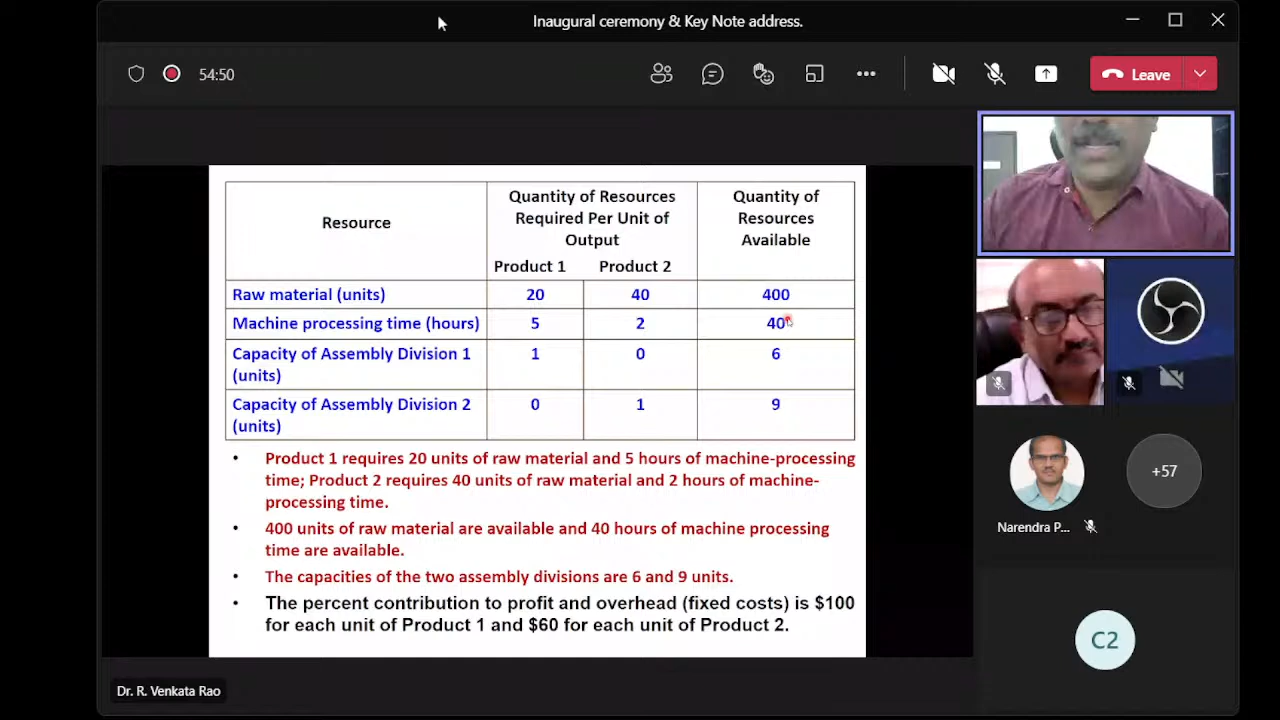 Inaugural ceremony & Key Note address.
54:50
Leave
Resource
Quantity of Resources
Required Per Unit of
Output
Quantity of
Resources
Available
Product 1 Product 2
Raw material (units) 20 40 400
Machine processing time (hours) 5 2 40
Capacity of Assembly Division 1 1 0 6
(units)
Capacity of Assembly Division 2 0 1 9
(units)
• Product 1 requires 20 units of raw material and 5 hours of machine-processing
time; Product 2 requires 40 units of raw material and 2 hours of machine-
processing time.
• 400 units of raw material are available and 40 hours of machine processing
time are available.
• The capacities of the two assembly divisions are 6 and 9 units.
• The percent contribution to profit and overhead (fixed costs) is $100
for each unit of Product 1 and $60 for each unit of Product 2.
+57
Narendra P...
C2
Dr. R. Venkata Rao